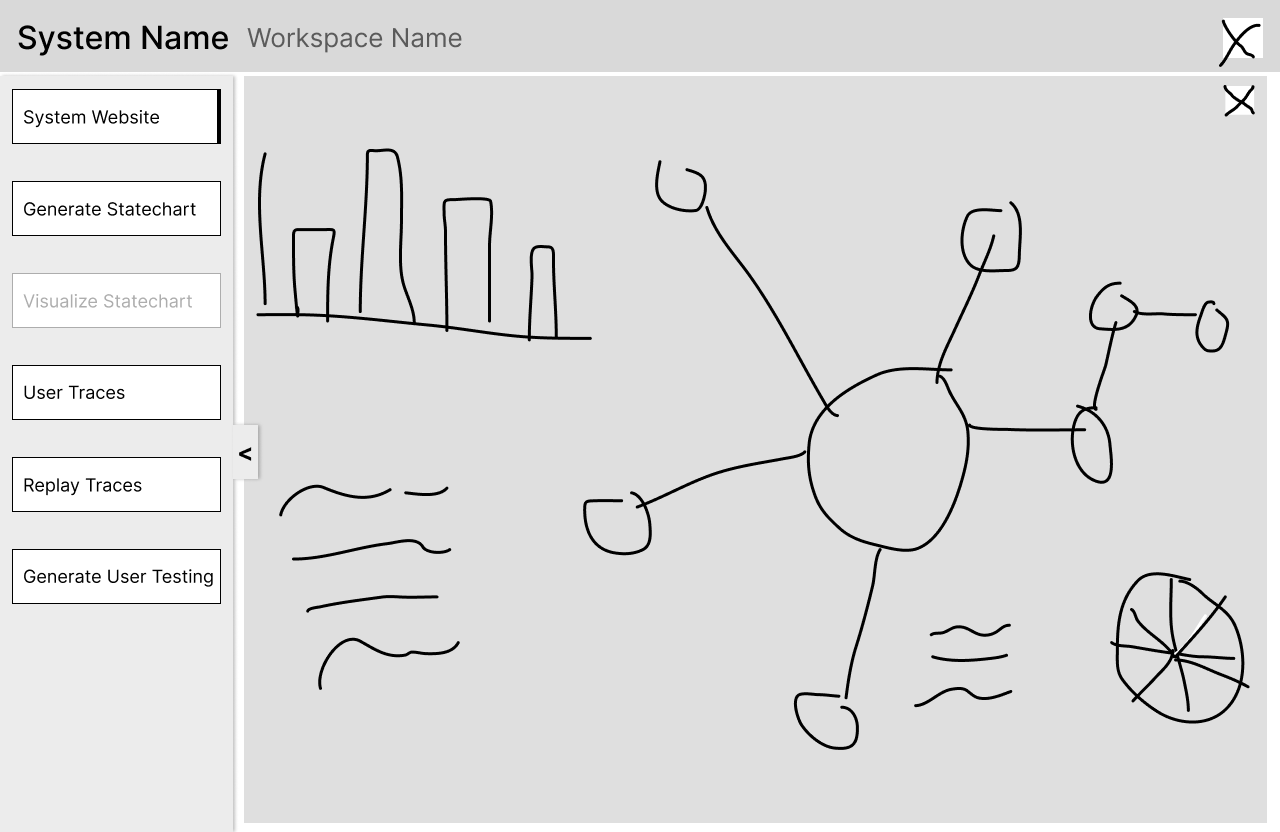 System Name Workspace Name
System Website
Generate Statechart
Visualize Statechart
User Traces
<
Replay Traces
Generate User Testing